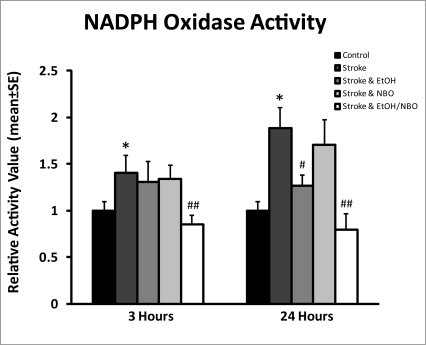 NADPH Oxidase Activity
Control
Stroke
Stroke & EtOH
Stroke & NBO
Stroke & EtOH/NBO
Relative Activity Value (mean±SE)
2.5
2
1.5
1
0.5
0
*
##
*
#
##
3 Hours
24 Hours